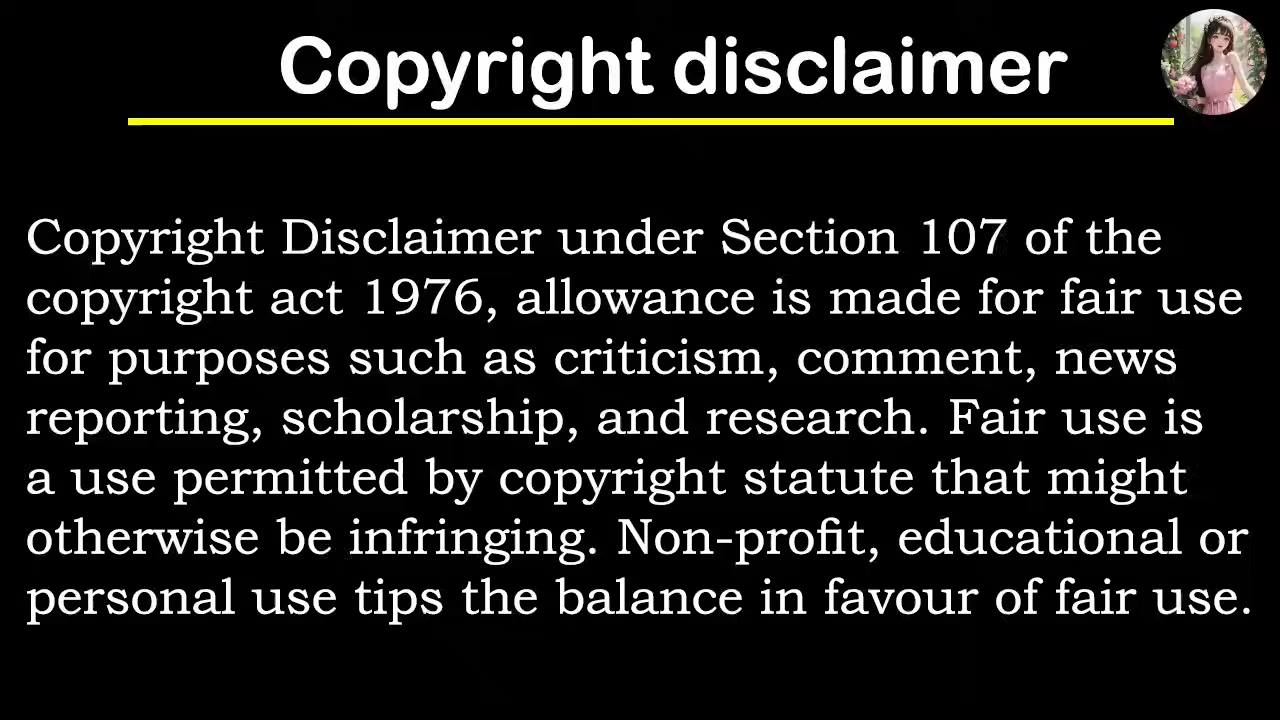 Copyright disclaimer
Copyright Disclaimer under Section 107 of the
copyright act 1976, allowance is made for fair use
for purposes such as criticism, comment, news
reporting, scholarship, and research. Fair use is
a use permitted by copyright statute that might
otherwise be infringing. Non-profit, educational or
personal use tips the balance in favour of fair use.